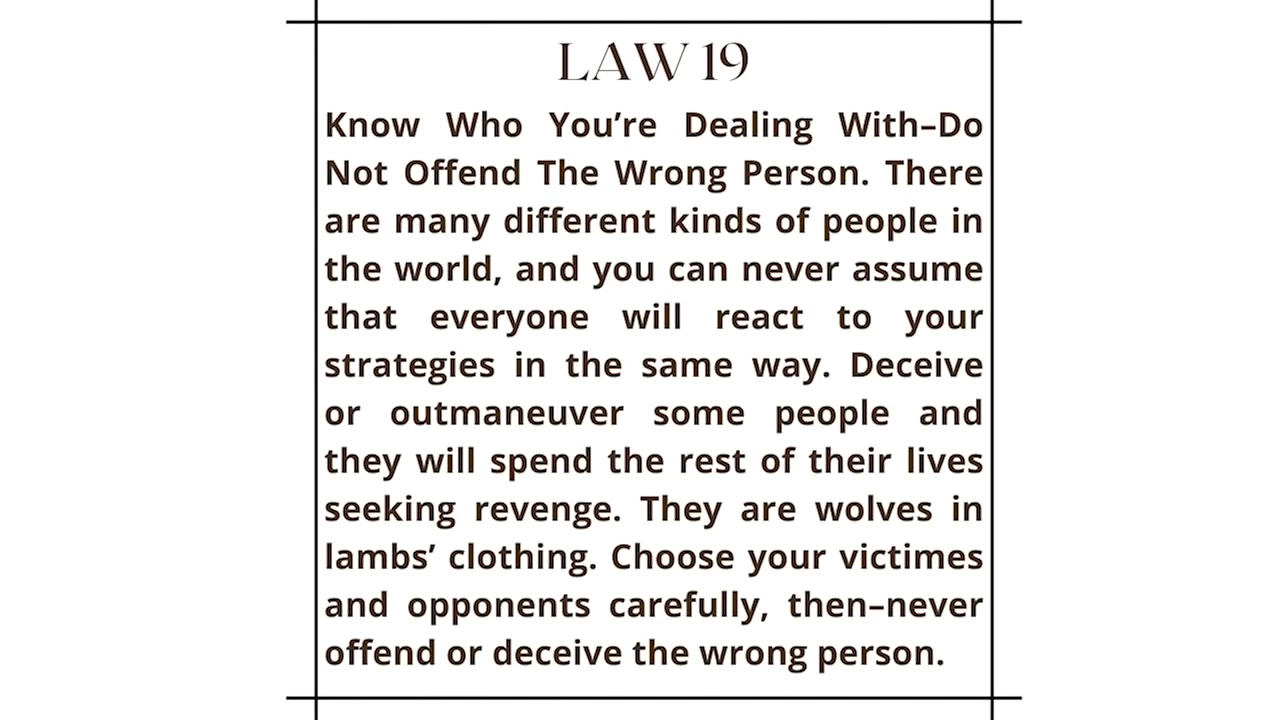 LAW 19
Know Who You’re Dealing With–Do
Not Offend The Wrong Person. There
are many different kinds of people in
the world, and you can never assume
that everyone will react to your
strategies in the same way. Deceive
or outmaneuver some people and
they will spend the rest of their lives
seeking revenge. They are wolves in
lambs’ clothing. Choose your victimes
and opponents carefully, then–never
offend or deceive the wrong person.